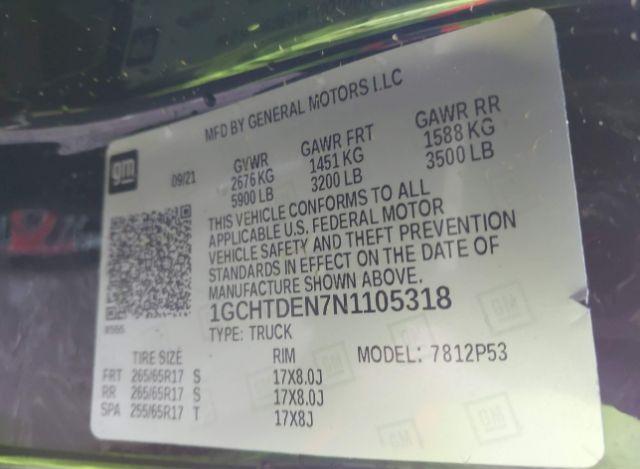 MFD BY GENERAL MOTORS LLC
gm
09/21
GVWR
2676 KG
5900 LB
GAWR FRT
1451 KG
3200 LB
GAWR RR
1588 KG
3500 LB
THIS VEHICLE CONFORMS TO ALL
APPLICABLE U.S. FEDERAL MOTOR
VEHICLE SAFETY AND THEFT PREVENTION
STANDARDS IN EFFECT ON THE DATE OF
MANUFACTURE SHOWN ABOVE.
1GCHTDEN7N1105318
TYPE: TRUCK
MODEL: 7812P53
TIRE SIZE RIM
FRT 265/65R17 S 17X8.0J
RR 265/65R17 S 17X8.0J
SPA 255/65R17 T 17X8J